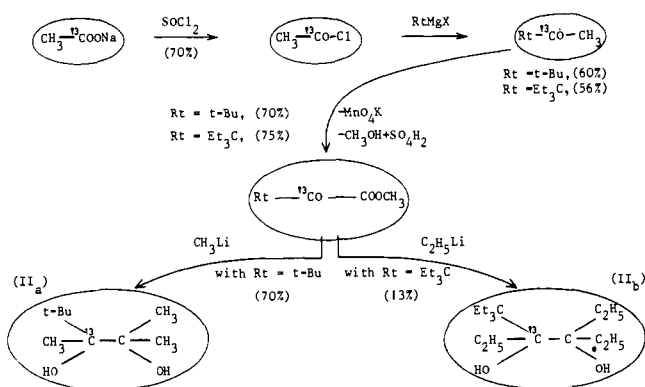 CH₃—¹³COONa SOCl₂ (70%) CH₃—¹³CO—Cl RtMgX Rt—¹³CO—CH₃
Rt =t-Bu, (60%)
Rt =Et₃C, (56%)
Rt = t-Bu, (70%) -MnO₄K
Rt = Et₃C, (75%) -CH₃OH+SO₄H₂
Rt —¹³CO — COOCH₃
CH₃Li C₂H₅Li
(IIa) with Rt = t-Bu with Rt = Et₃C (IIb)
(70%) (13%)
t-Bu CH₃ Et₃C C₂H₅
CH₃—¹³C—C—CH₃ C₂H₅—¹³C—C—C₂H₅
HO OH HO OH